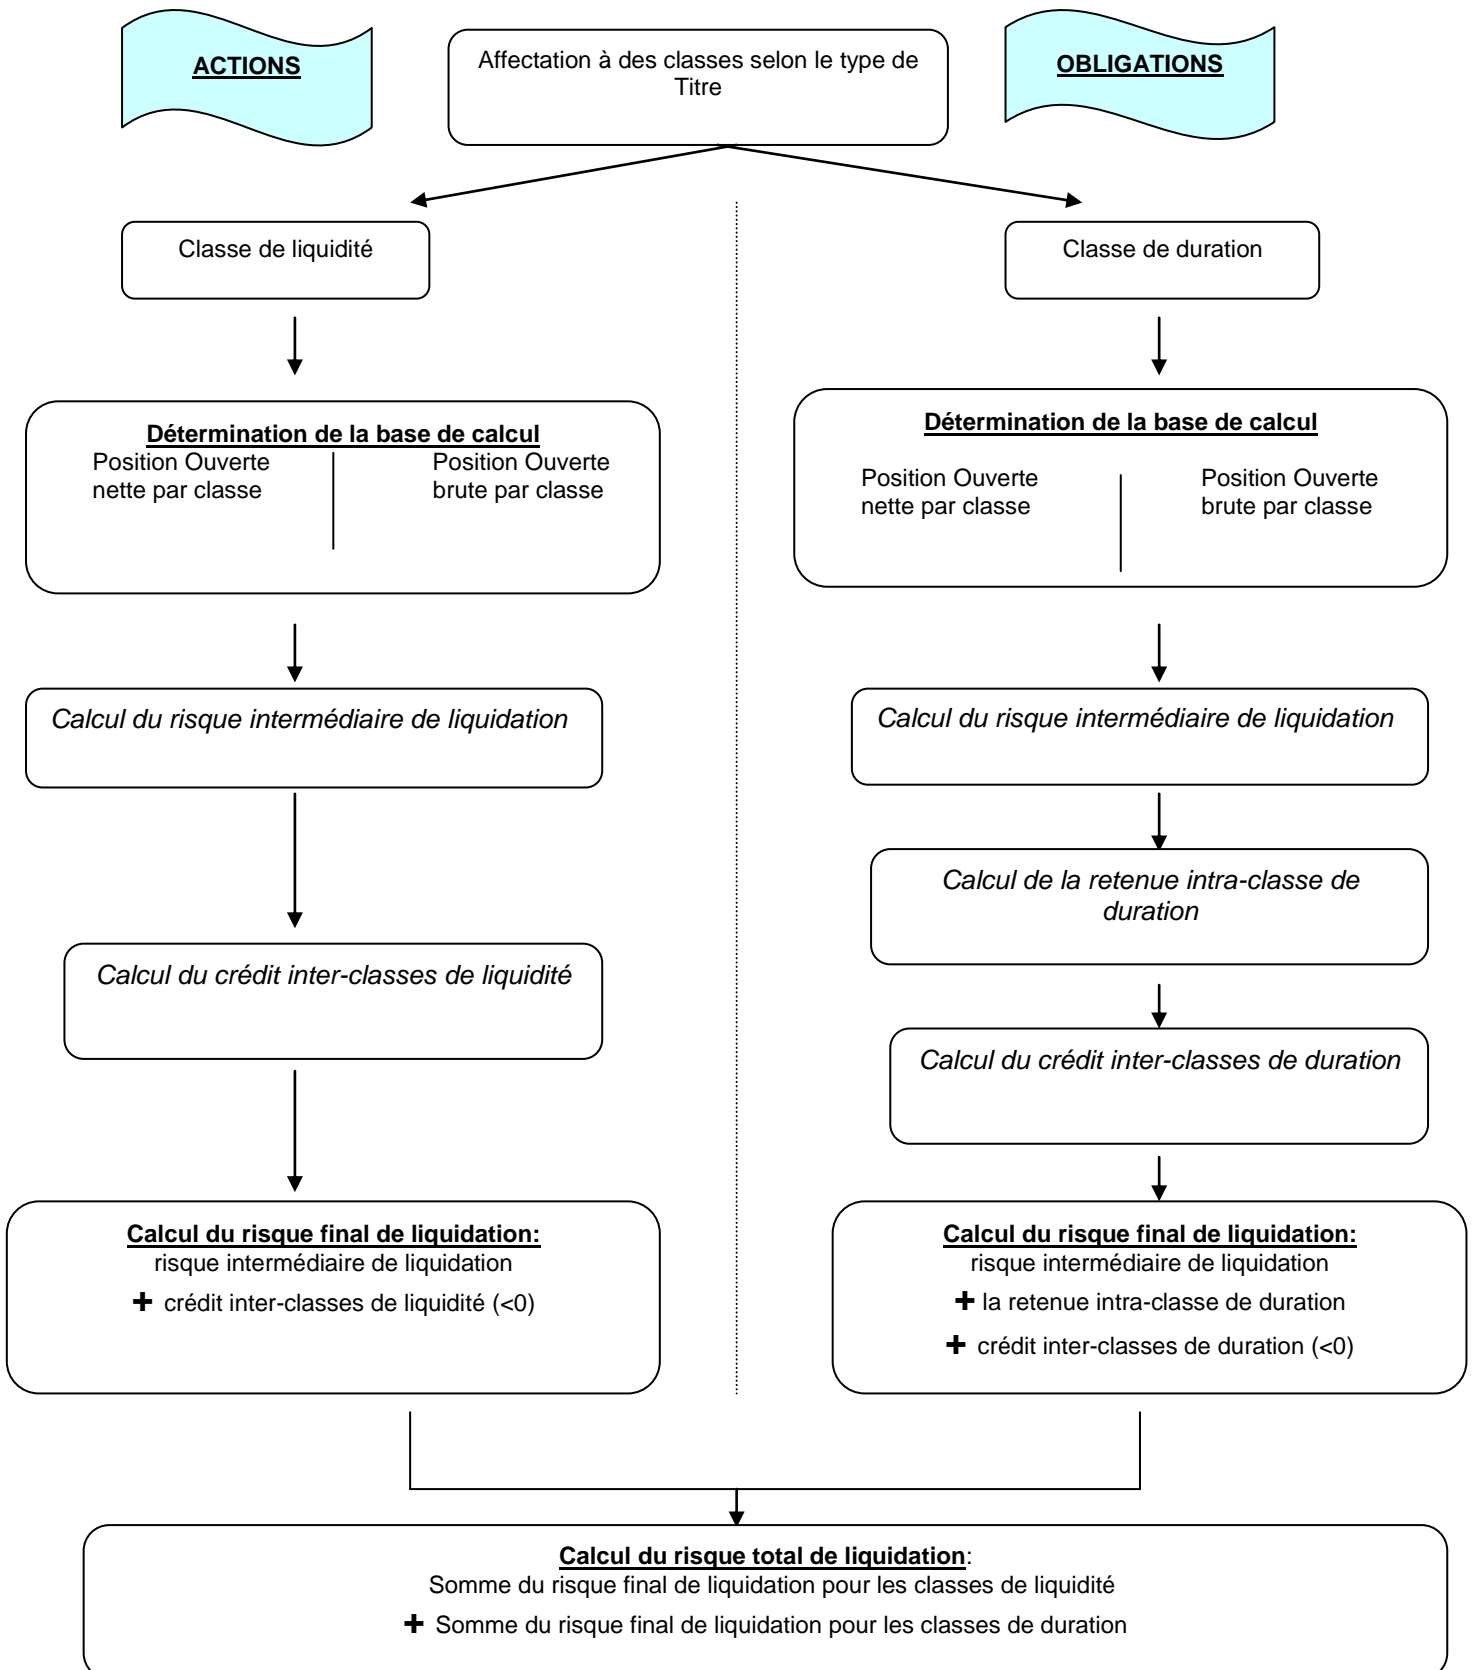 ACTIONS
Affectation à des classes selon le type de
Titre
OBLIGATIONS
Classe de liquidité
Classe de duration
Détermination de la base de calcul
Position Ouverte
nette par classe
Position Ouverte
brute par classe
Détermination de la base de calcul
Position Ouverte
nette par classe
Position Ouverte
brute par classe
Calcul du risque intermédiaire de liquidation
Calcul du risque intermédiaire de liquidation
Calcul de la retenue intra-classe de
duration
Calcul du crédit inter-classes de liquidité
Calcul du crédit inter-classes de duration
Calcul du risque final de liquidation:
risque intermédiaire de liquidation
+ crédit inter-classes de liquidité (<0)
Calcul du risque final de liquidation:
risque intermédiaire de liquidation
+ la retenue intra-classe de duration
+ crédit inter-classes de duration (<0)
Calcul du risque total de liquidation:
Somme du risque final de liquidation pour les classes de liquidité
+ Somme du risque final de liquidation pour les classes de duration